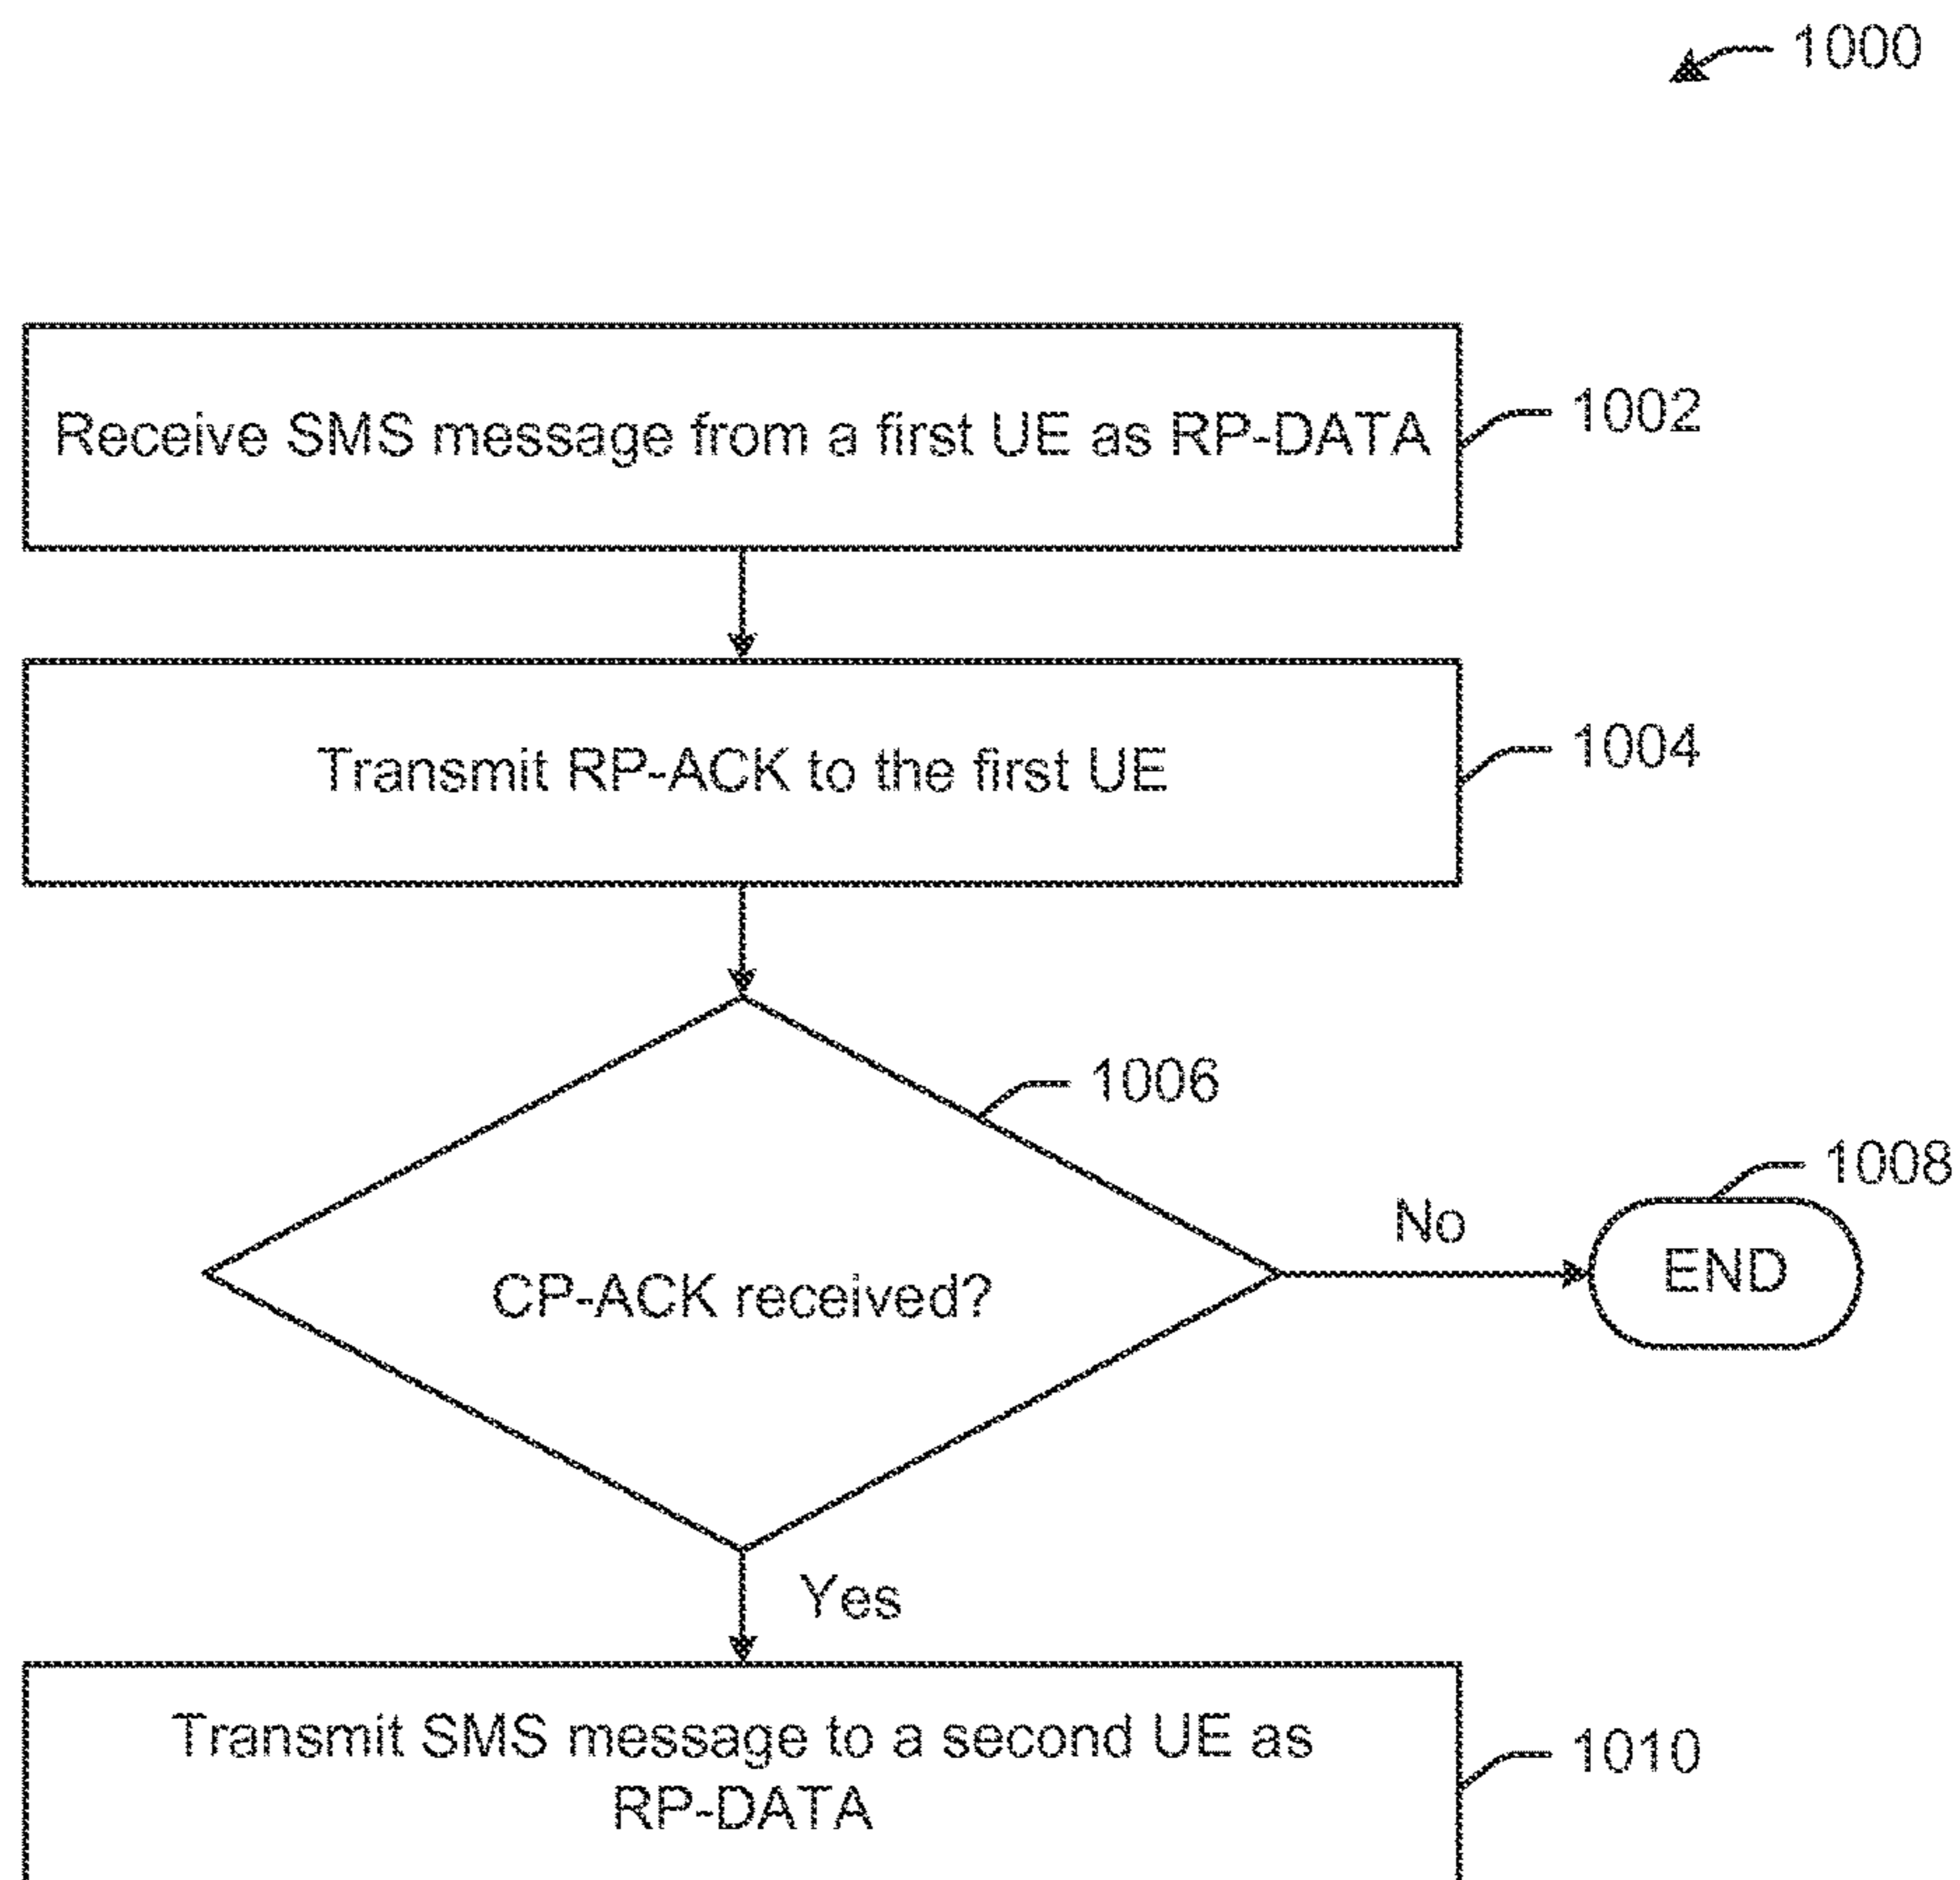 1000
Receive SMS message from a first UE as RP-DATA
1002
Transmit RP-ACK to the first UE
1004
1006
CP-ACK received?
No
1008
END
Yes
Transmit SMS message to a second UE as
RP-DATA
1010